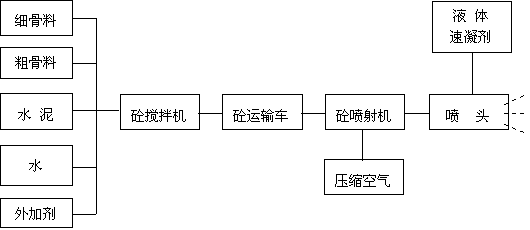 细骨料
粗骨料
水 泥
水
外加剂
砼搅拌机
砼运输车
砼喷射机
喷 头
液 体
速凝剂
压缩空气